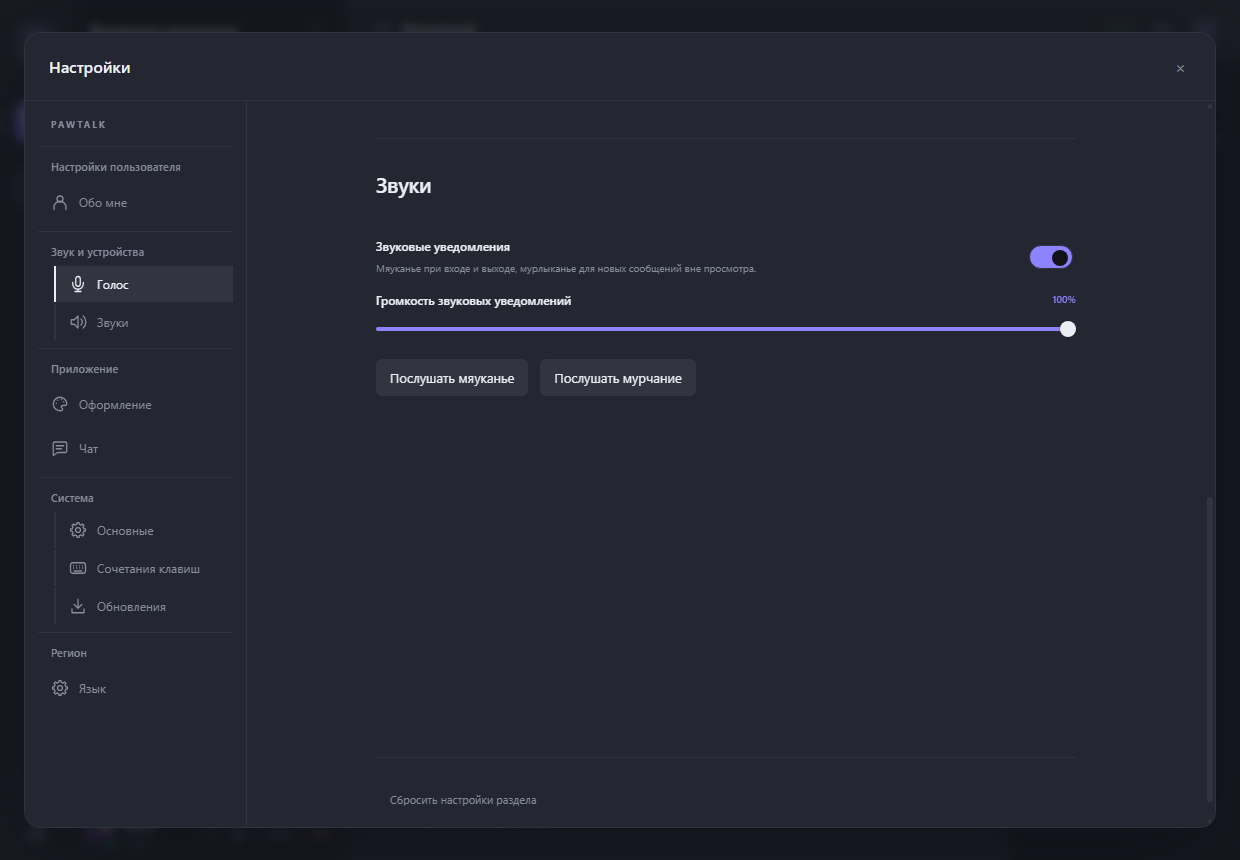 Настройки
×
PAWTALK
Настройки пользователя
Обо мне
Звук и устройства
Голос
Звуки
Приложение
Оформление
Чат
Система
Основные
Сочетания клавиш
Обновления
Регион
Язык
Звуки
Звуковые уведомления
Мяуканье при входе и выходе, мурлыканье для новых сообщений вне просмотра.
Громкость звуковых уведомлений
100%
Послушать мяуканье
Послушать мурчание
Сбросить настройки раздела